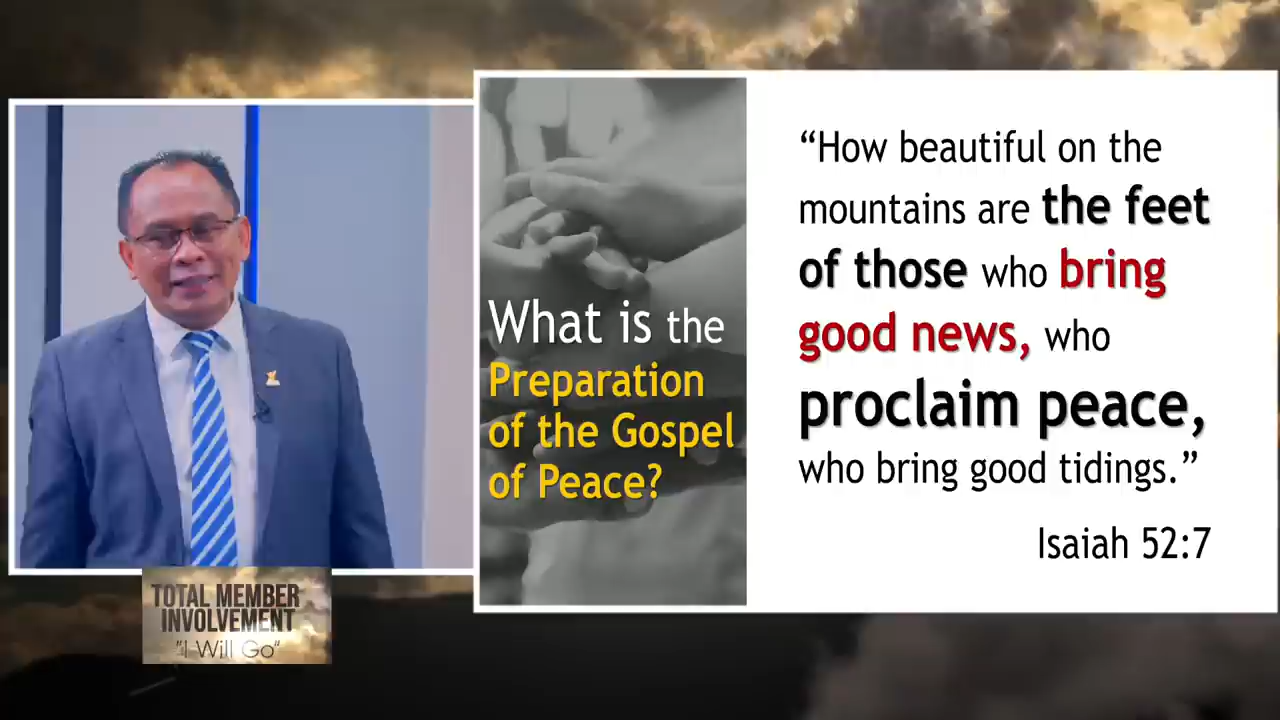 What is the
Preparation
of the Gospel
of Peace?
“How beautiful on the
mountains are the feet
of those who bring
good news, who
proclaim peace,
who bring good tidings.”
Isaiah 52:7
TOTAL MEMBER
INVOLVEMENT
"I Will Go"